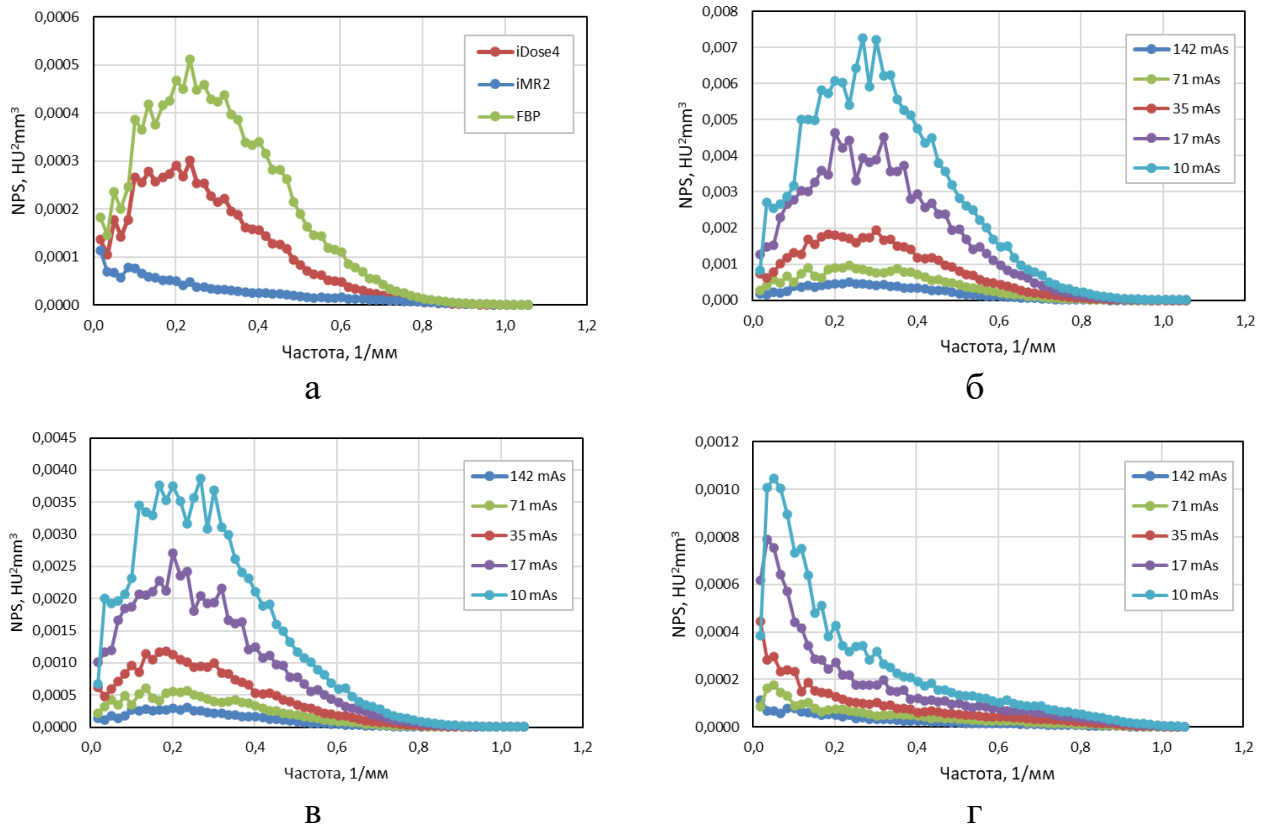 0,0006
0,0005
0,0004
0,0003
0,0002
0,0001
0,0000
NPS, HU²mm³
iDose4
iMR2
FBP
0,0 0,2 0,4 0,6 0,8 1,0 1,2
Частота, 1/мм
а
0,008
0,007
0,006
0,005
0,004
0,003
0,002
0,001
0,000
NPS, HU²mm³
142 mAs
71 mAs
35 mAs
17 mAs
10 mAs
0,0 0,2 0,4 0,6 0,8 1,0 1,2
Частота, 1/мм
б
0,0045
0,0040
0,0035
0,0030
0,0025
0,0020
0,0015
0,0010
0,0005
0,0000
NPS, HU²mm³
142 mAs
71 mAs
35 mAs
17 mAs
10 mAs
0,0 0,2 0,4 0,6 0,8 1,0 1,2
Частота, 1/мм
в
0,0012
0,0010
0,0008
0,0006
0,0004
0,0002
0,0000
NPS, HU²mm³
142 mAs
71 mAs
35 mAs
17 mAs
10 mAs
0,0 0,2 0,4 0,6 0,8 1,0 1,2
Частота, 1/мм
г